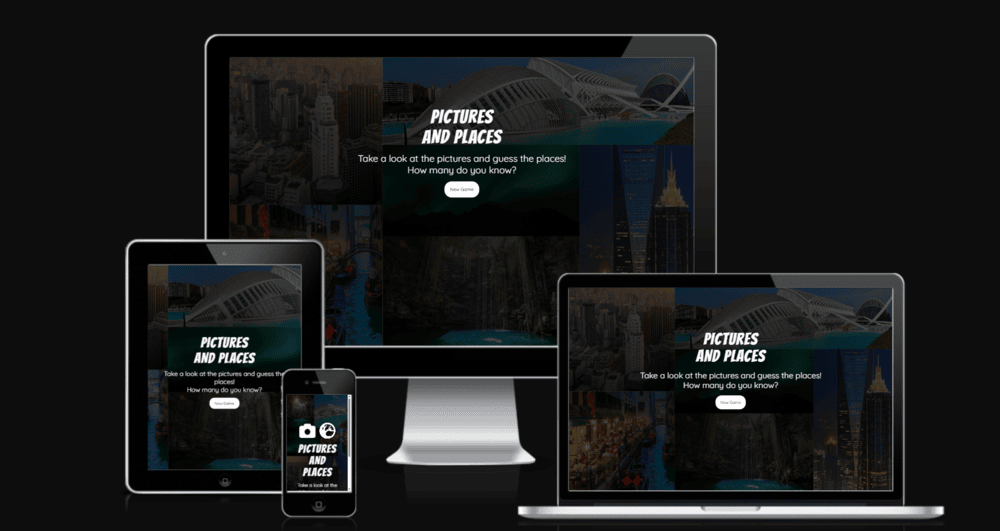 PICTURES
AND PLACES
Take a look at the pictures and guess the places!
How many do you know?
New Game
PICTURES
AND PLACES
Take a look at the pictures and guess the
places!
How many do you know?
New Game
PICTURES
AND
PLACES
Take a look at the
PICTURES
AND PLACES
Take a look at the pictures and guess the places!
How many do you know?
New Game